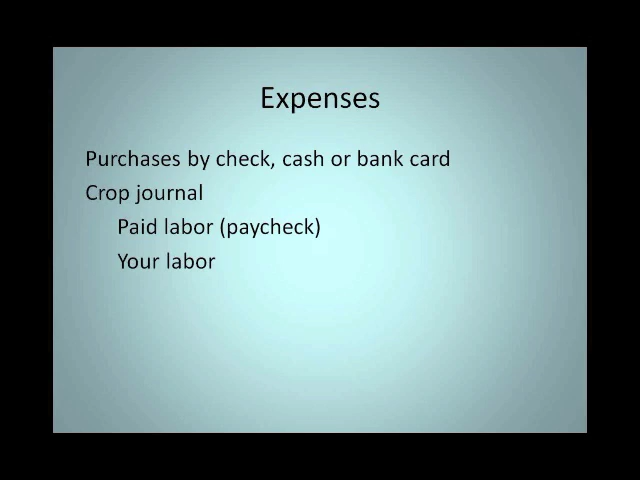 Expenses
Purchases by check, cash or bank card
Crop journal
Paid labor (paycheck)
Your labor